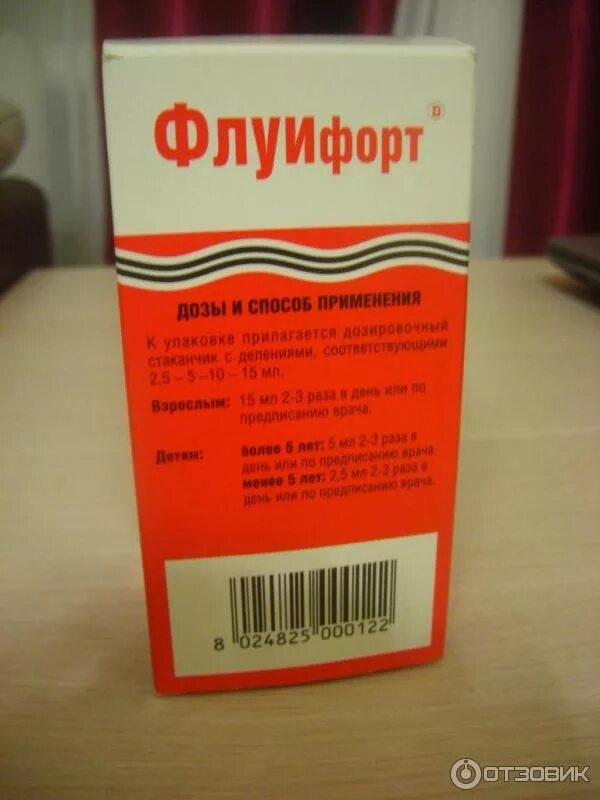 Флуифорт
D
ДОЗЫ И СПОСОБ ПРИМЕНЕНИЯ
К упаковке прилагается дозировочный
стаканчик с делениями, соответствующими
2,5 – 5 –10 – 15 мл.
Взрослым: 15 мл 2-3 раза в день или по
предписанию врача.
Детям: более 5 лет: 5 мл 2-3 раза в
день или по предписанию врача.
менее 5 лет: 2,5 мл 2-3 раза в
день или по предписанию врача.
8 024825 000122
ОТЗОВИК